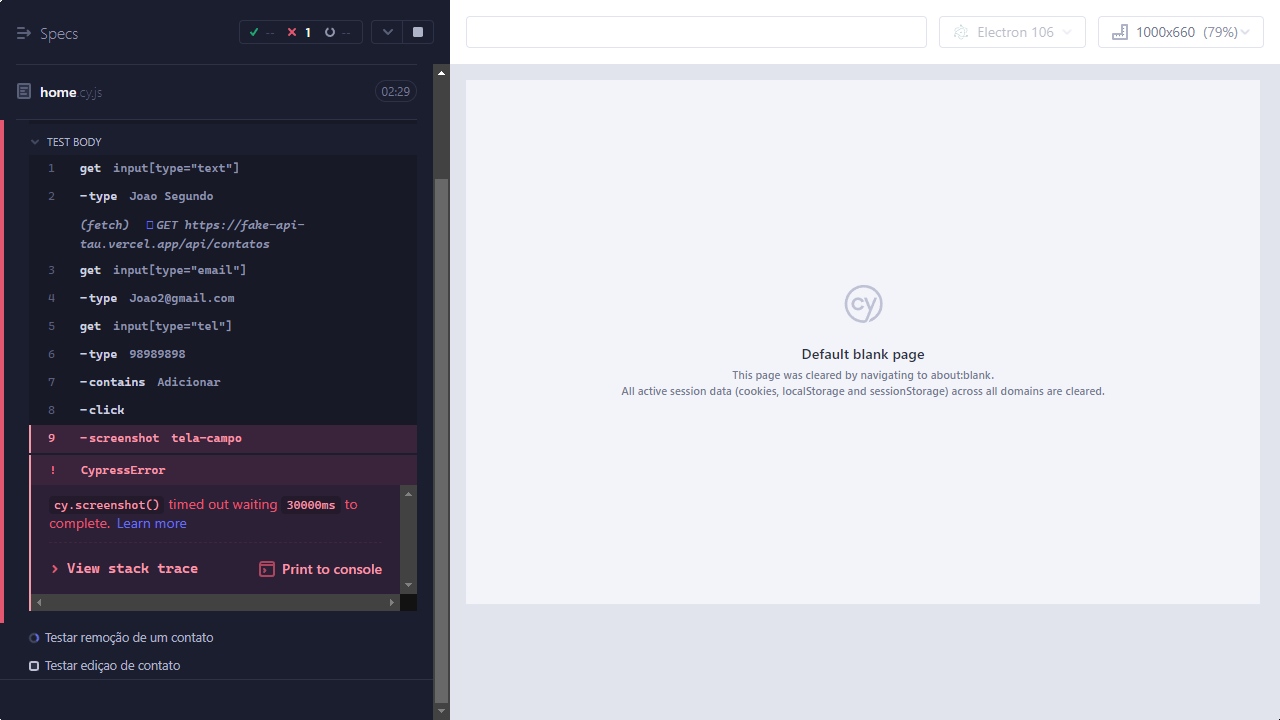 Specs
-- 1 --
home.cy.js
02:29
TEST BODY
1 get input[type="text"]
2 -type Joao Segundo
(fetch) GET https://fake-api-
tau.vercel.app/api/contatos
3 get input[type="email"]
4 -type Joao2@gmail.com
5 get input[type="tel"]
6 -type 98989898
7 -contains Adicionar
8 -click
9 -screenshot tela-campo
! CypressError
cy.screenshot() timed out waiting 30000ms to
complete. Learn more
View stack trace
Print to console
Testar remoção de um contato
Testar ediçao de contato
Electron 106
1000x660 (79%)
cy
Default blank page
This page was cleared by navigating to about:blank.
All active session data (cookies, localStorage and sessionStorage) across all domains are cleared.